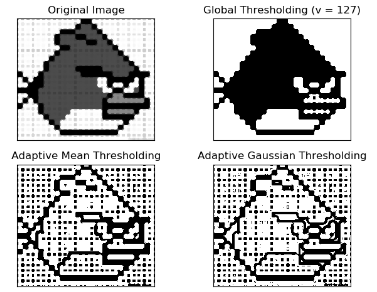 Original Image
Global Thresholding (v = 127)
Adaptive Mean Thresholding
Adaptive Gaussian Thresholding